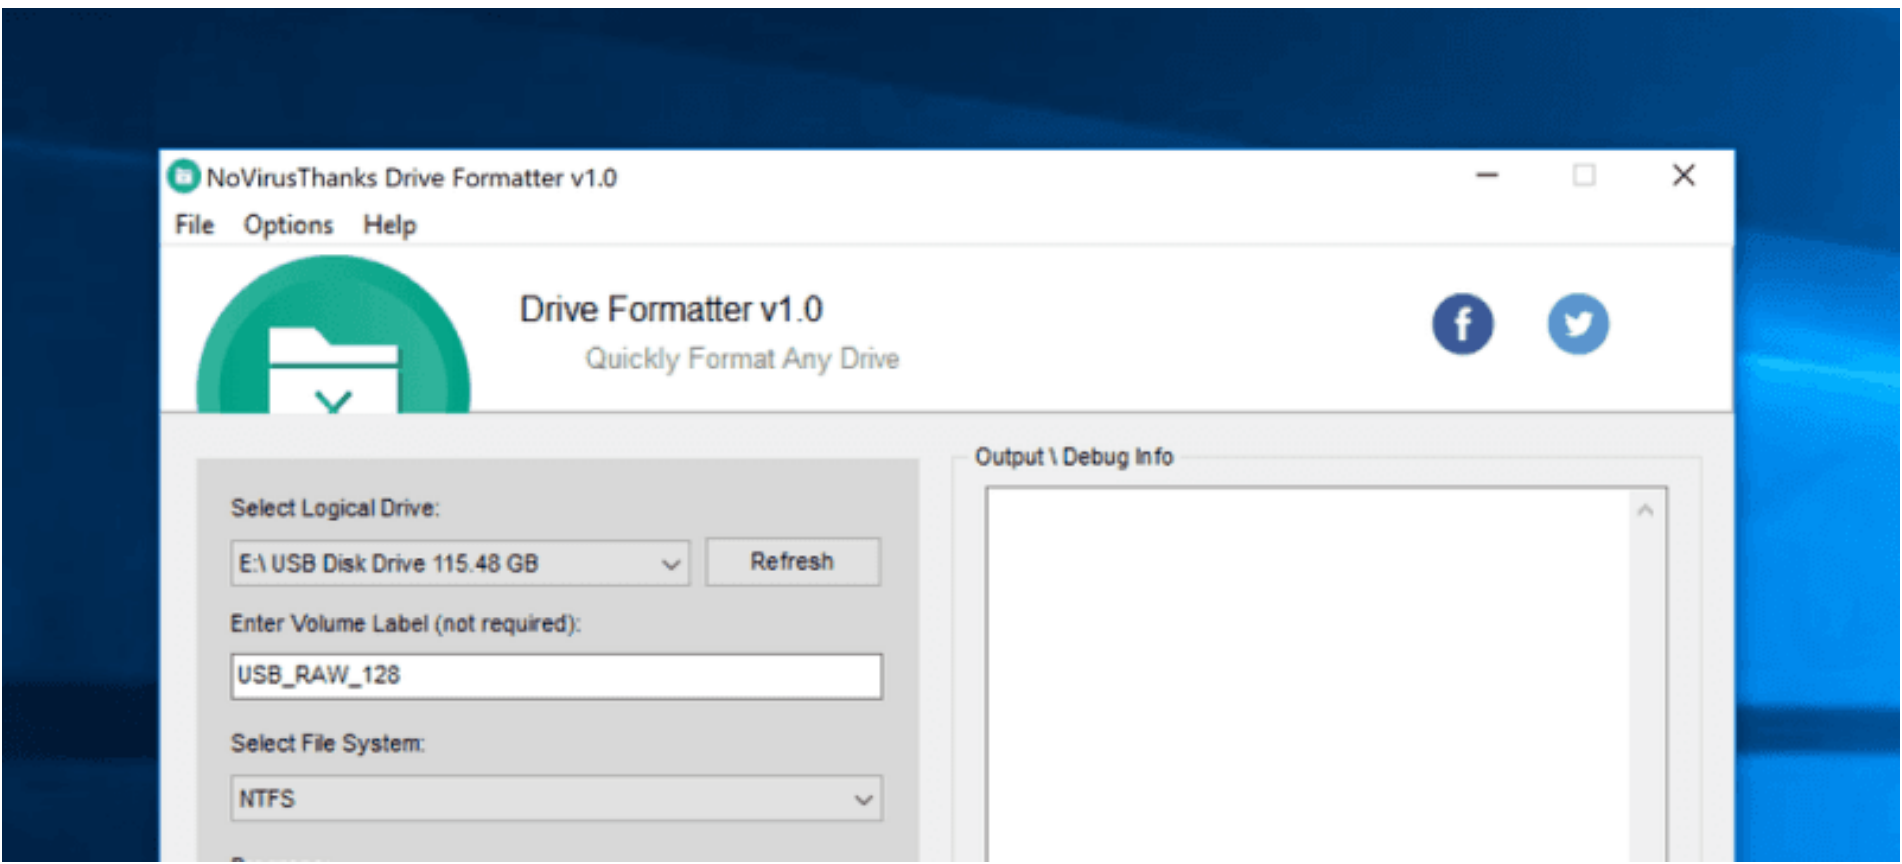 NoVirusThanks Drive Formatter v1.0
File Options Help
Drive Formatter v1.0
Quickly Format Any Drive
Output \ Debug Info
Select Logical Drive:
E:\ USB Disk Drive 115.48 GB
Refresh
Enter Volume Label (not required):
USB_RAW_128
Select File System:
NTFS